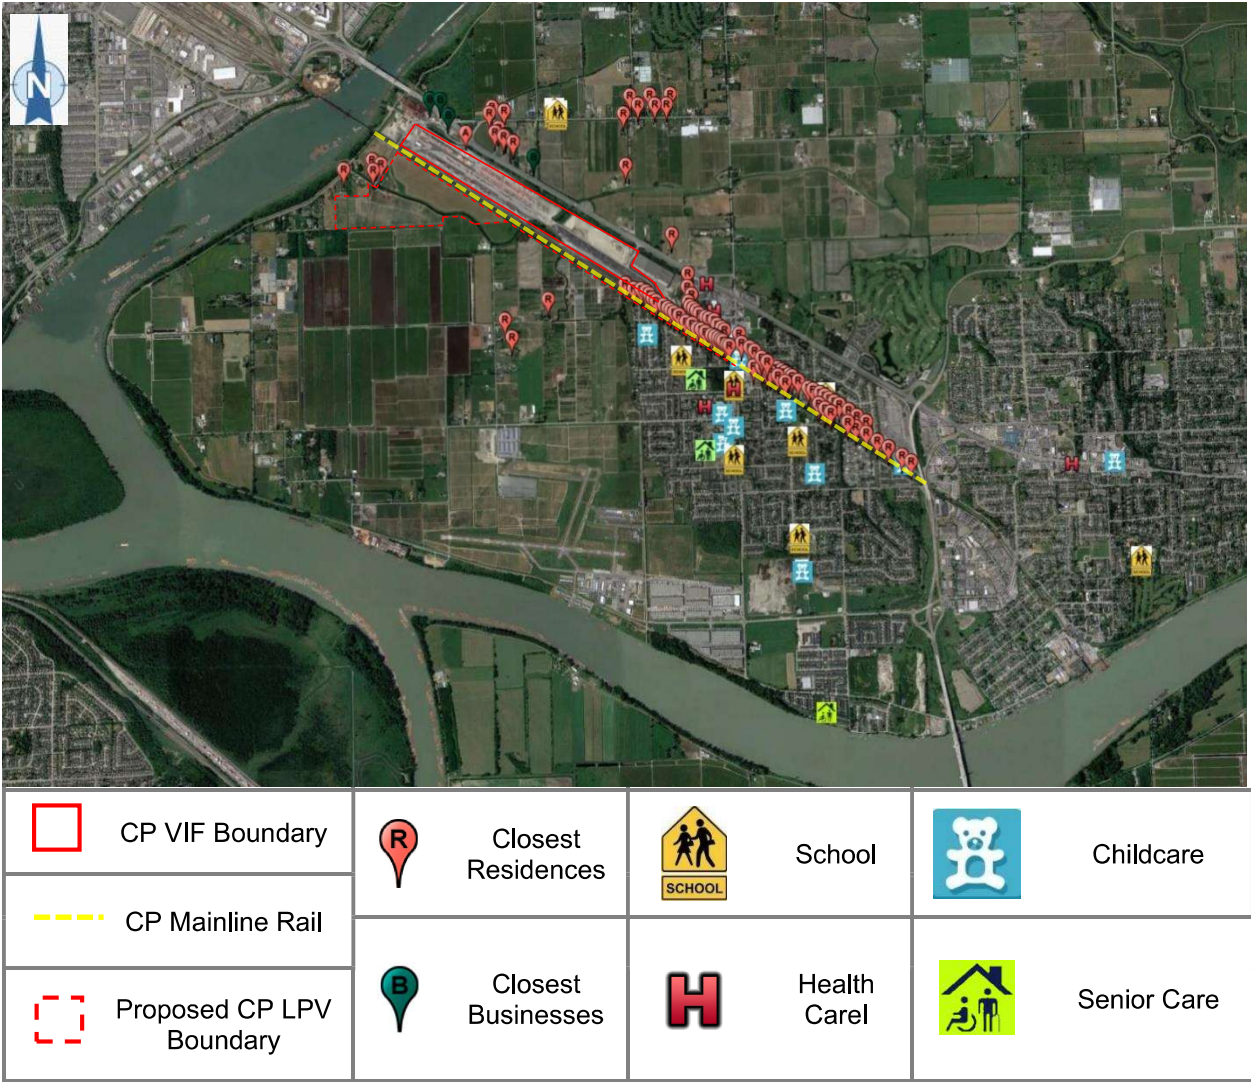 N
CP VIF Boundary
CP Mainline Rail
Proposed CP LPV
Boundary
R
Closest
Residences
B
Closest
Businesses
SCHOOL
School
H
Health
Carel
Childcare
Senior Care